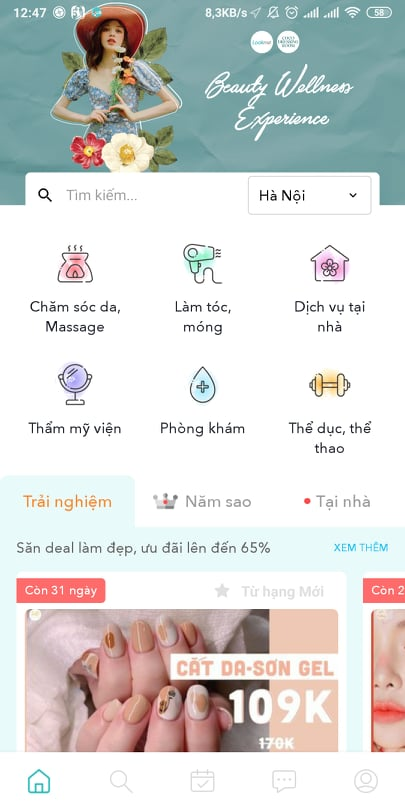 12:47
8,3KB/s
58
Lookme
Beauty Wellness
Experience
Tìm kiếm...
Hà Nội
Chăm sóc da,
Massage
Làm tóc,
móng
Dịch vụ tại
nhà
Thẩm mỹ viện
Phòng khám
Thể dục, thể
thao
Trải nghiệm
Năm sao
Tại nhà
Săn deal làm đẹp, ưu đãi lên đến 65%
XEM THÊM
Còn 31 ngày
Từ hạng Mới
Còn 2
CẮT DA-SƠN GEL
109K
170K